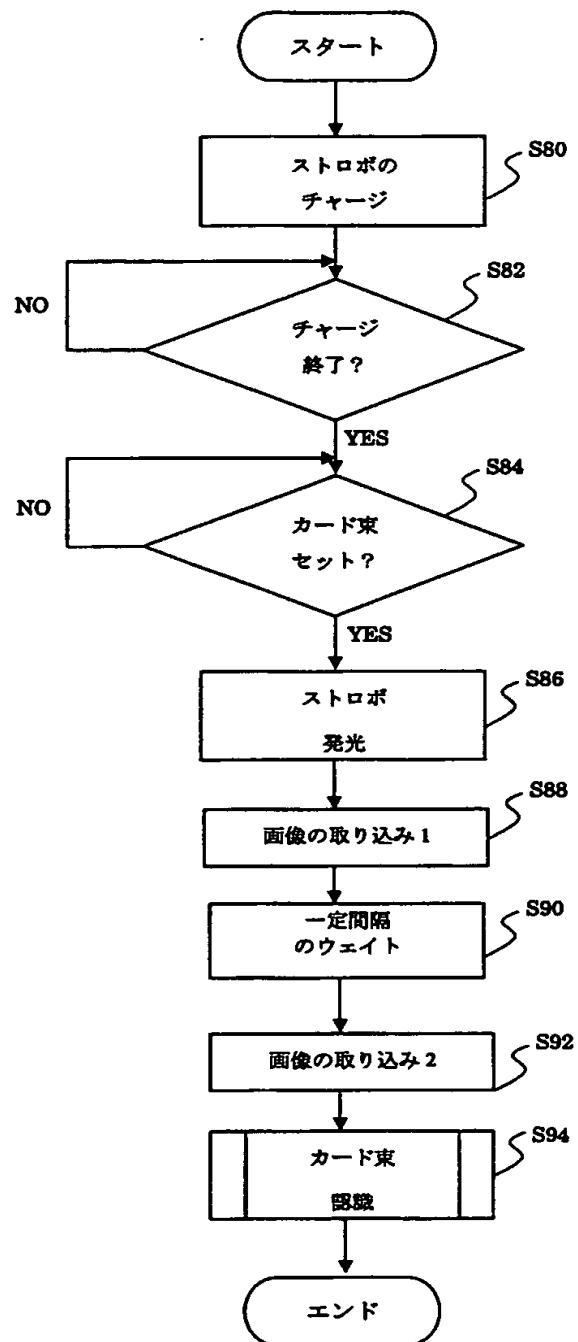 スタート
S80
ストロボの
チャージ
S82
NO
チャージ
終了？
YES
S84
NO
カード束
セット？
YES
S86
ストロボ
発光
S88
画像の取り込み1
S90
一定間隔
のウェイト
S92
画像の取り込み2
S94
カード束
認識
エンド